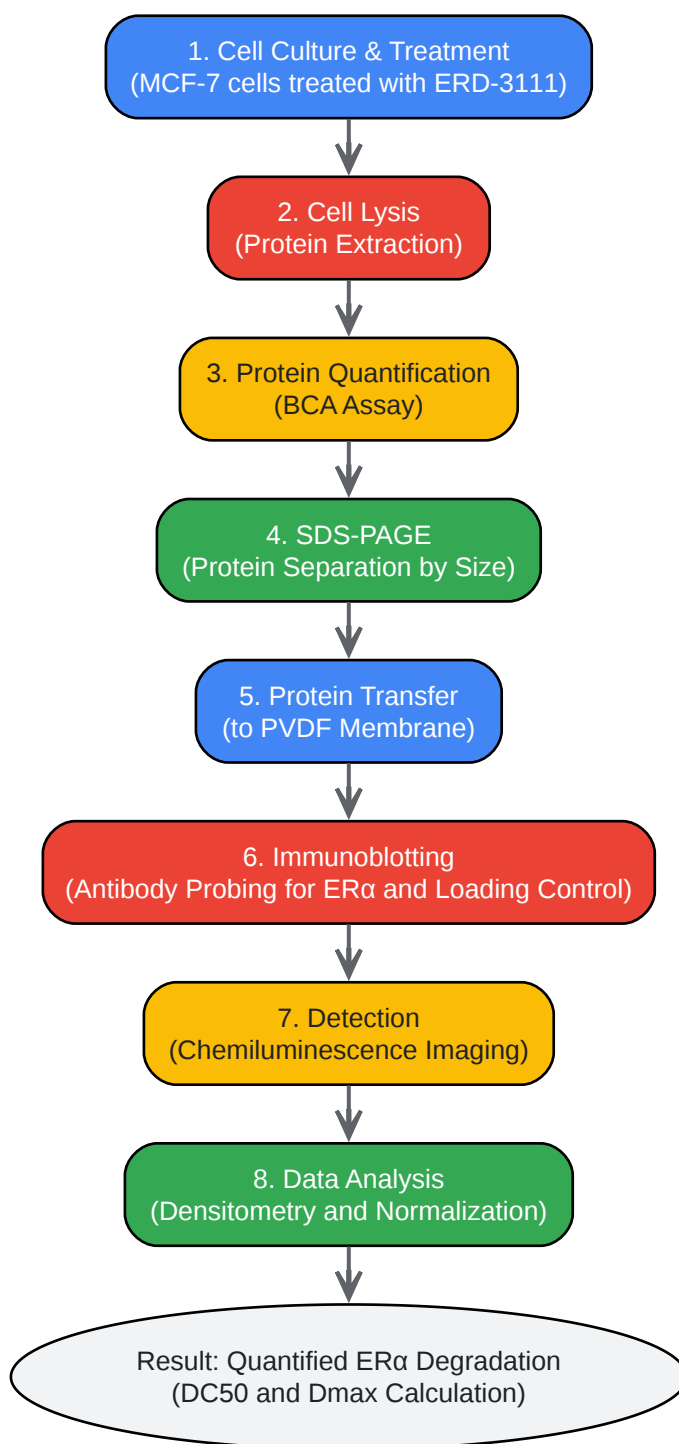 1. Cell Culture & Treatment
(MCF-7 cells treated with ERD-3111)
2. Cell Lysis
(Protein Extraction)
3. Protein Quantification
(BCA Assay)
4. SDS-PAGE
(Protein Separation by Size)
5. Protein Transfer
(to PVDF Membrane)
6. Immunoblotting
(Antibody Probing for ERα and Loading Control)
7. Detection
(Chemiluminescence Imaging)
8. Data Analysis
(Densitometry and Normalization)
Result: Quantified ERα Degradation
(DC50 and Dmax Calculation)